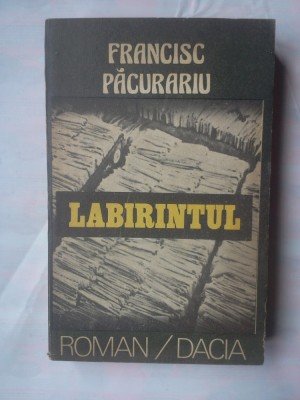 FRANCISC
PĂCURARIU
LABIRINTUL
ROMAN / DACIA